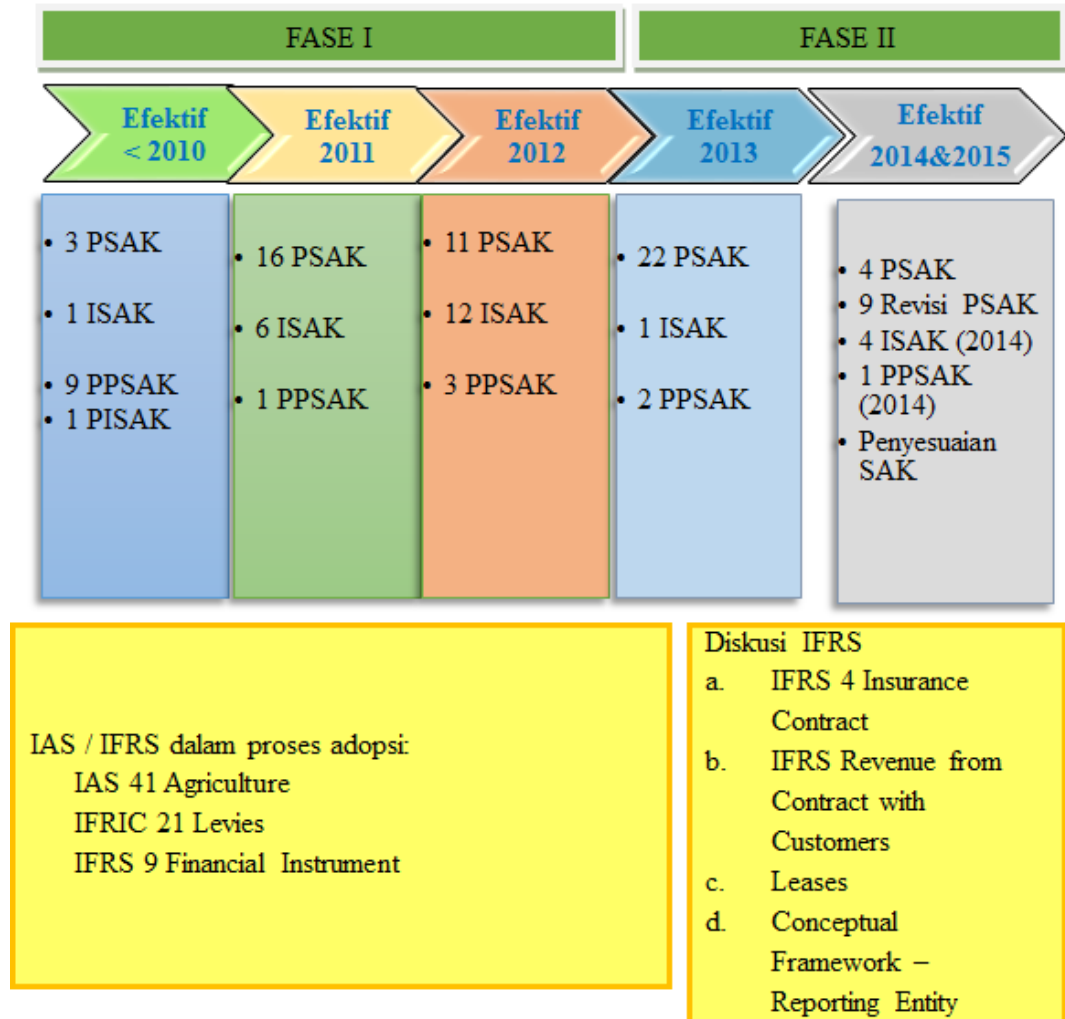 FASE I
FASE II
Efektif
< 2010
Efektif
2011
Efektif
2012
Efektif
2013
Efektif
2014&2015
• 3 PSAK
• 1 ISAK
• 9 PPSAK
• 1 PISAK
• 16 PSAK
• 6 ISAK
• 1 PPSAK
• 11 PSAK
• 12 ISAK
• 3 PPSAK
• 22 PSAK
• 1 ISAK
• 2 PPSAK
• 4 PSAK
• 9 Revisi PSAK
• 4 ISAK (2014)
• 1 PPSAK
(2014)
• Penyesuaian
SAK
IAS / IFRS dalam proses adopsi:
IAS 41 Agriculture
IFRIC 21 Levies
IFRS 9 Financial Instrument
Diskusi IFRS
a. IFRS 4 Insurance
Contract
b. IFRS Revenue from
Contract with
Customers
c. Leases
d. Conceptual
Framework –
Reporting Entity